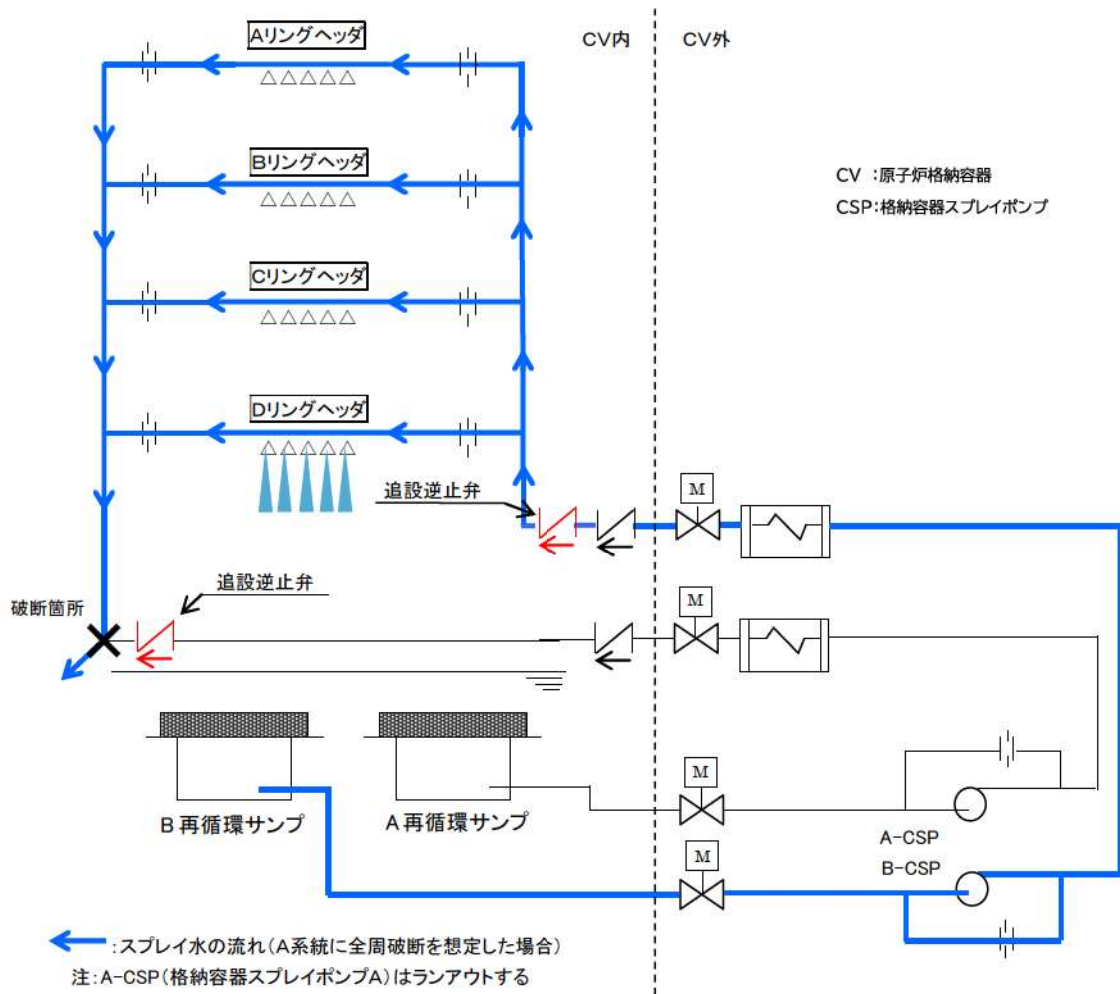 Aリングヘッダ
CV内
CV外
Bリングヘッダ
CV :原子炉格納容器
CSP:格納容器スプレイポンプ
Cリングヘッダ
Dリングヘッダ
追設逆止弁
M
追設逆止弁
破断箇所
M
M
B再循環サンプ
A再循環サンプ
A-CSP
B-CSP
M
:スプレイ水の流れ(A系統に全周破断を想定した場合)
注:A-CSP(格納容器スプレイポンプA)はランアウトする